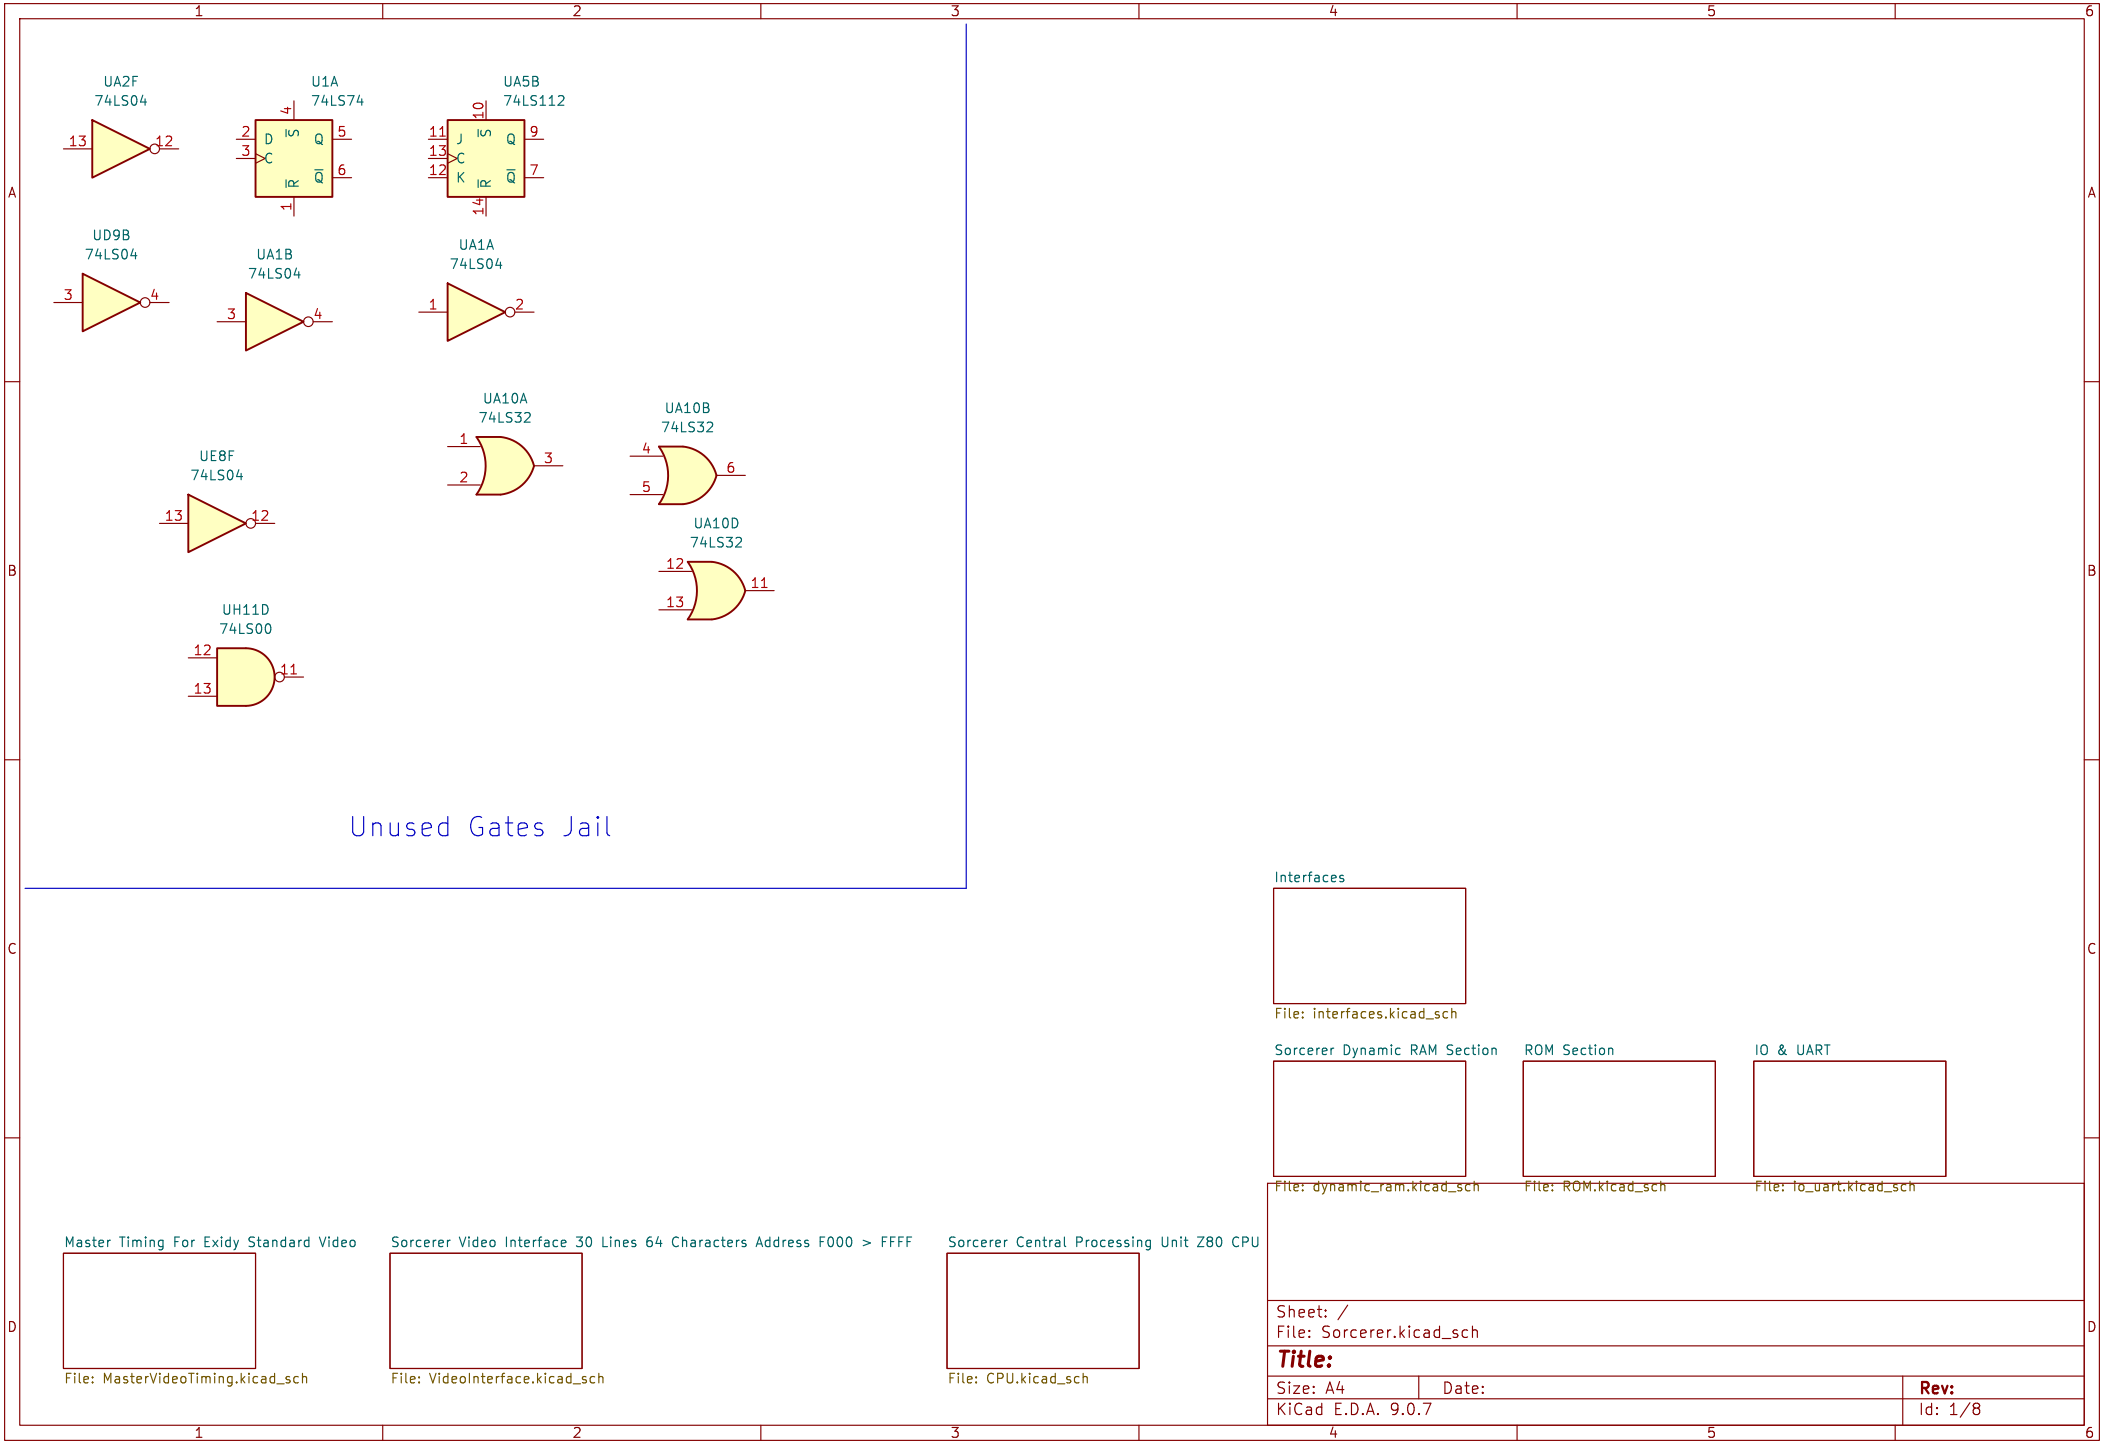 1 2 3 4 5 6
UA2F
74LS04
13 12
U1A
74LS74
4
2 D S Q 5
3 C
R Q 6
1
UA5B
74LS112
10
11 J S Q 9
13 C
12 K R Q 7
14
A A
UD9B
74LS04
3 4
UA1B
74LS04
3 4
UA1A
74LS04
1 2
UA10A
74LS32
1
2
3
UA10B
74LS32
4
5
6
UE8F
74LS04
13 12
UA10D
74LS32
12
13
11
B B
UH11D
74LS00
12
13
11
Unused Gates Jail
Interfaces
File: interfaces.kicad_sch
C C
Sorcerer Dynamic RAM Section
File: dynamic_ram.kicad_sch
ROM Section
File: ROM.kicad_sch
IO & UART
File: io_uart.kicad_sch
Master Timing For Exidy Standard Video
File: MasterVideoTiming.kicad_sch
Sorcerer Video Interface 30 Lines 64 Characters Address F000 > FFFF
File: VideoInterface.kicad_sch
Sorcerer Central Processing Unit Z80 CPU
File: CPU.kicad_sch
D D
Sheet: /
File: Sorcerer.kicad_sch
Title:
Size: A4 Date: Rev:
KiCad E.D.A. 9.0.7 Id: 1/8
1 2 3 4 5 6